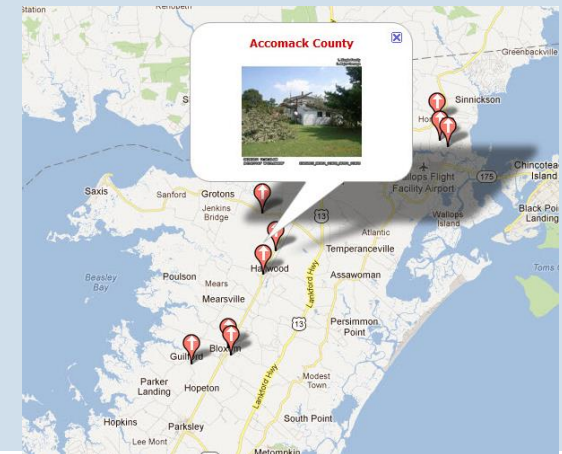 Station
Greenbackville
Accomack County
Sinnickson
Chincoteague
Island
175
Flight
Facility Airport
Saxis
Sanford
Grotons
Jenkins
Bridge
13
Wallops
Island
Black Point
Landing
Atlantic
Temperanceville
Beasley
Bay
Poulson
Mears
Mearsville
Assawoman
Toms
Lankford Hwy
13
Persimmon
Point
Guilford
Bloxom
Parker
Landing
Hopeton
Modest
Town
Lankford Hwy
Hopkins
Parksley
South Point
Lee Mont
Metompkin